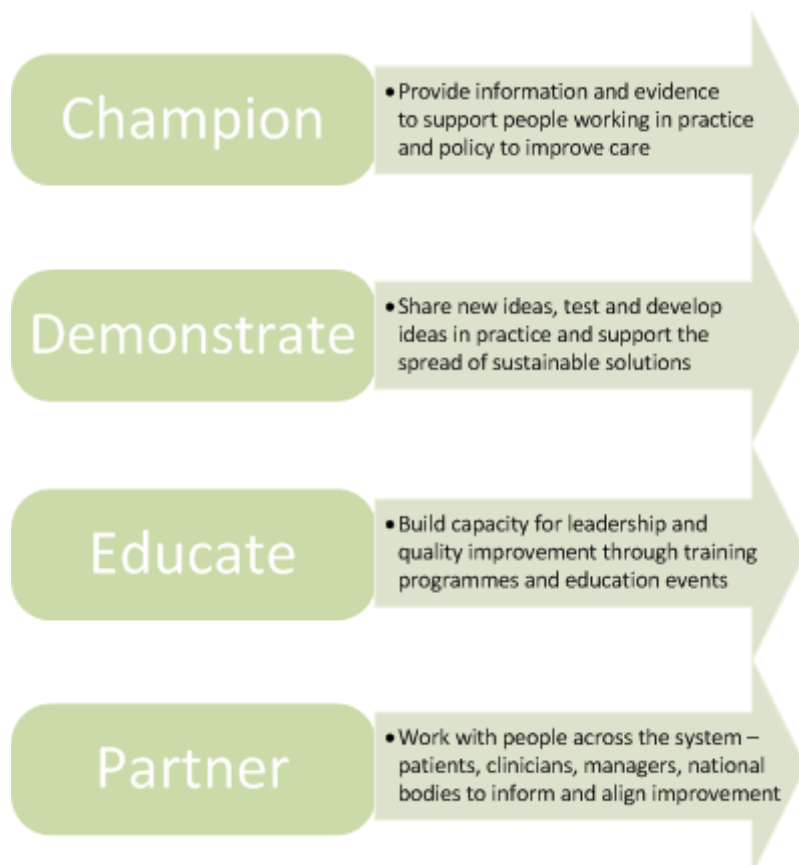 Champion
•Provide information and evidence
to support people working in practice
and policy to improve care
Demonstrate
•Share new ideas, test and develop
ideas in practice and support the
spread of sustainable solutions
Educate
•Build capacity for leadership and
quality improvement through training
programmes and education events
Partner
•Work with people across the system –
patients, clinicians, managers, national
bodies to inform and align improvement